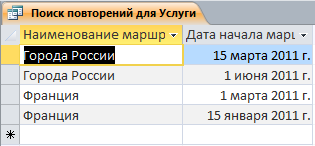 Поиск повторений для Услуги
Наименование маршр Дата начала марш
Города России 15 марта 2011 г.
Города России 1 июня 2011 г.
Франция 1 марта 2011 г.
Франция 15 января 2011 г.